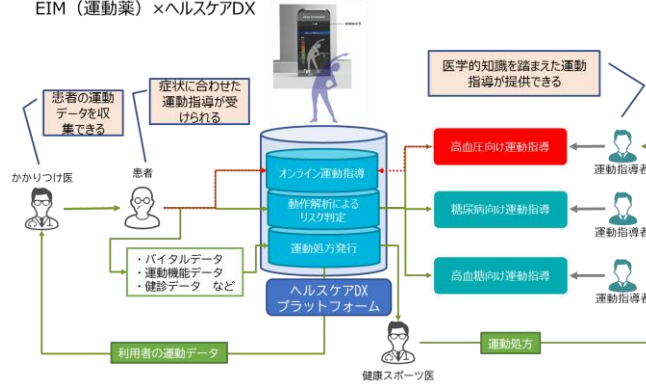 EIM（運動薬）×ヘルスケアDX
患者の運動
データを収
集できる
症状に合わせた
運動指導が受
けられる
医学的知識を踏まえた運動
指導が提供できる
かかりつけ医
患者
オンライン運動指導
動作解析による
リスク判定
運動処方発行
ヘルスケアDX
プラットフォーム
・バイタルデータ
・運動機能データ
・健診データ　など
高血圧向け運動指導
運動指導者
糖尿病向け運動指導
運動指導者
高血糖向け運動指導
運動指導者
利用者の運動データ
健康スポーツ医
運動処方